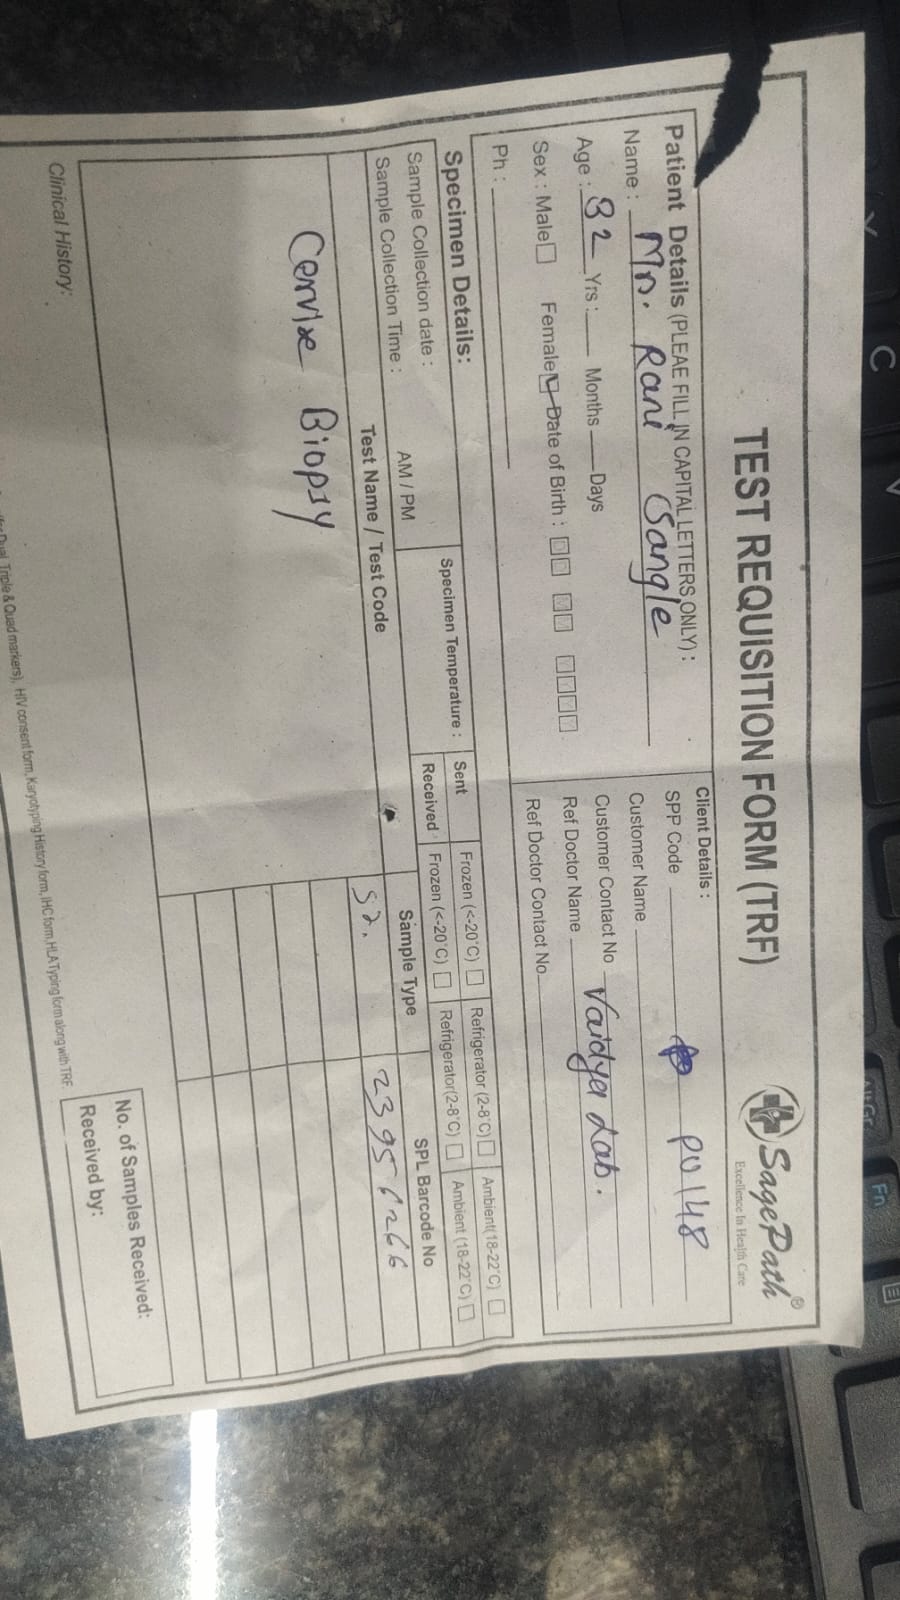 TEST REQUISITION FORM (TRF)
SagePath®
Excellence In Health Care
Patient Details (PLEAE FILL IN CAPITAL LETTERS ONLY) :
Name : Mr. Rani Sangle
Age : 32 Yrs : Months Days
Sex : Male Female Date of Birth : D D M M Y Y Y Y
Ph :
Client Details :
SPP Code PU148
Customer Name
Customer Contact No Vaidya Lab.
Ref Doctor Name
Ref Doctor Contact No
Specimen Details:
Sample Collection date :
Sample Collection Time : AM / PM
Specimen Temperature :
Sent Frozen (<-20°C) Refrigerator (2-8°C) Ambient(18-22°C)
Received Frozen (<-20°C) Refrigerator(2-8°C) Ambient (18-22°C)
Test Name / Test Code Sample Type SPL Barcode No
Cervix Biopsy
Clinical History:
No. of Samples Received:
Received by:
Dual, Triple & Quad markers), HIV consent form, Karyotyping History form, IHC form, HLA Typing form along with TRF.
C
Alt Gr
Fn